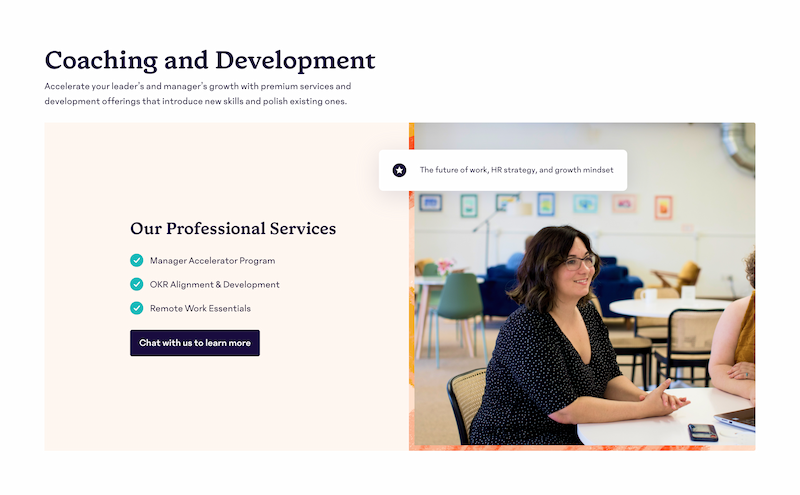 Coaching and Development
Accelerate your leader's and manager's growth with premium services and
development offerings that introduce new skills and polish existing ones.
The future of work, HR strategy, and growth mindset
Our Professional Services
Manager Accelerator Program
OKR Alignment & Development
Remote Work Essentials
Chat with us to learn more